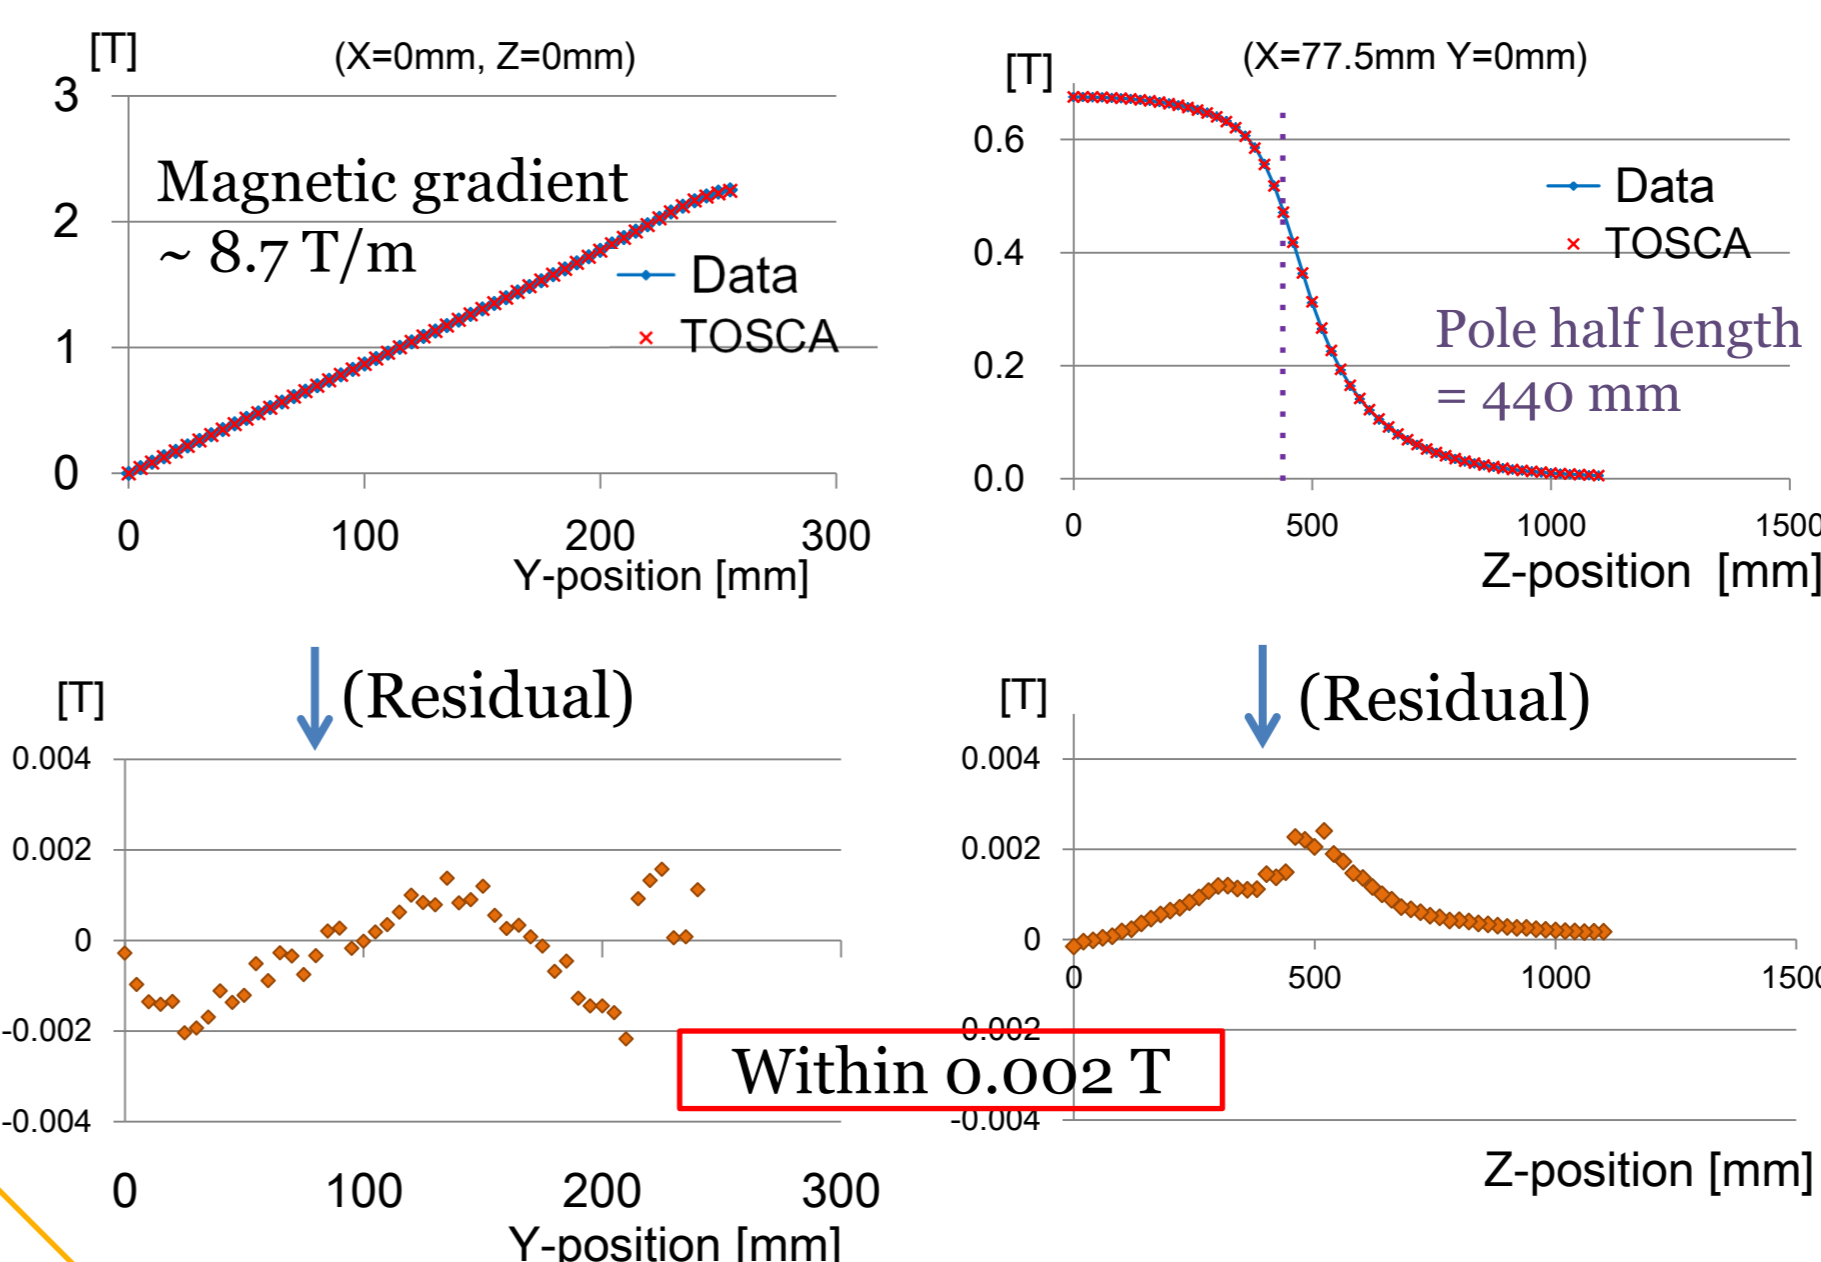 [T]
(X=0mm, Z=0mm)
3
2
1
0
Magnetic gradient
~ 8.7 T/m
Data
TOSCA
0 100 200 300
Y-position [mm]
[T]
(X=77.5mm Y=0mm)
0.6
0.4
0.2
0.0
Data
TOSCA
Pole half length
= 440 mm
0 500 1000 1500
Z-position [mm]
(Residual)
[T]
0.004
0.002
0
-0.002
-0.004
0 100 200 300
Y-position [mm]
(Residual)
[T]
0.004
0.002
0
-0.002
-0.004
0 500 1000 1500
Z-position [mm]
Within 0.002 T